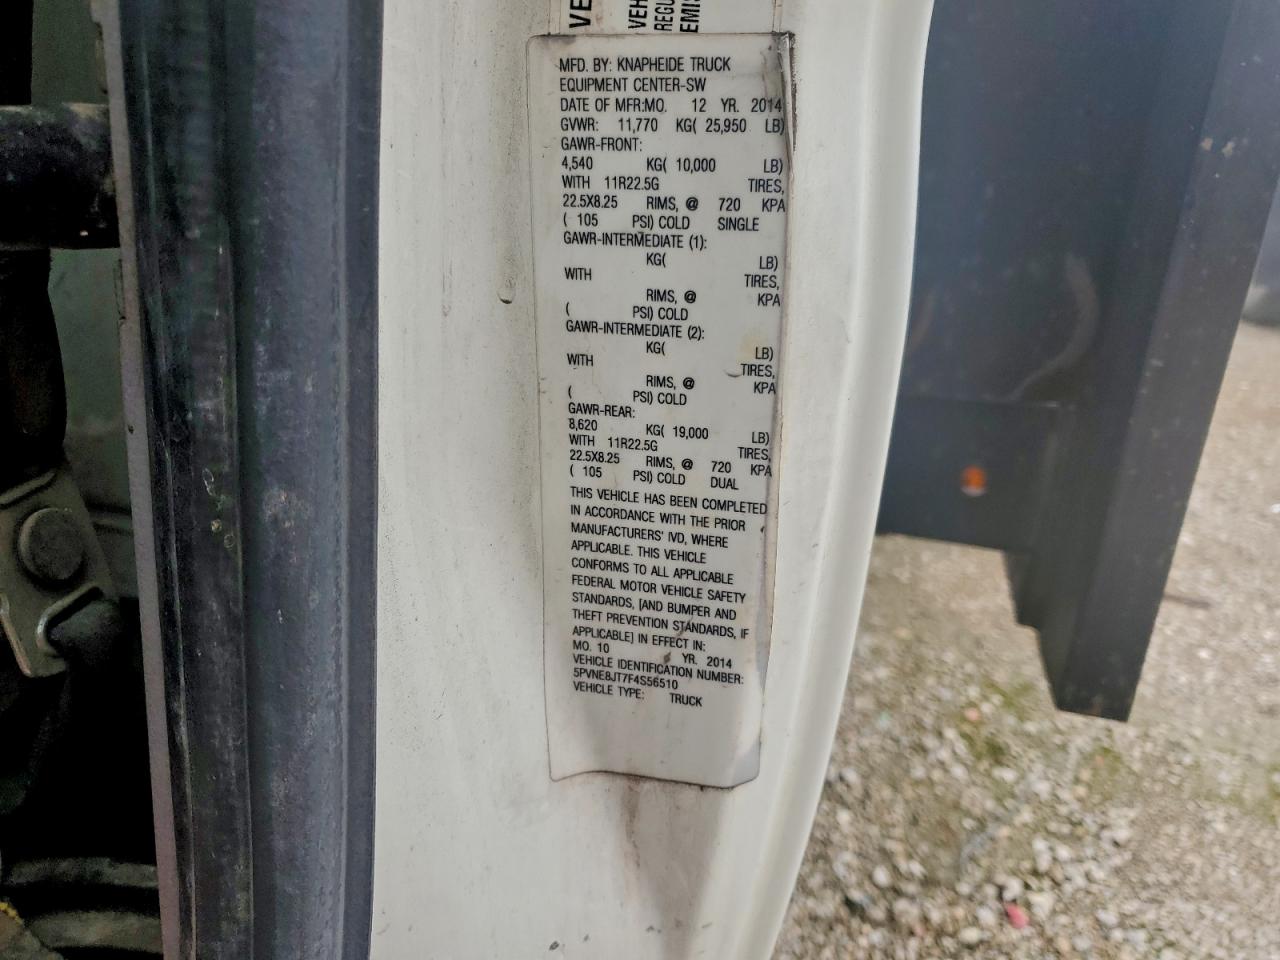 VE
VEH
REGU
EMIS
MFD. BY: KNAPHEIDE TRUCK
EQUIPMENT CENTER-SW
DATE OF MFR:MO. 12 YR. 2014
GVWR: 11,770 KG( 25,950 LB)
GAWR-FRONT:
4,540 KG( 10,000 LB)
WITH 11R22.5G TIRES,
22.5X8.25 RIMS, @ 720 KPA
( 105 PSI) COLD SINGLE
GAWR-INTERMEDIATE (1):
KG( LB)
WITH TIRES,
RIMS, @ KPA
( PSI) COLD
GAWR-INTERMEDIATE (2):
KG( LB)
WITH TIRES,
RIMS, @ KPA
( PSI) COLD
GAWR-REAR:
8,620 KG( 19,000 LB)
WITH 11R22.5G TIRES,
22.5X8.25 RIMS, @ 720 KPA
( 105 PSI) COLD DUAL
THIS VEHICLE HAS BEEN COMPLETED
IN ACCORDANCE WITH THE PRIOR
MANUFACTURERS' IVD, WHERE
APPLICABLE. THIS VEHICLE
CONFORMS TO ALL APPLICABLE
FEDERAL MOTOR VEHICLE SAFETY
STANDARDS, [AND BUMPER AND
THEFT PREVENTION STANDARDS, IF
APPLICABLE] IN EFFECT IN:
MO. 10 YR. 2014
VEHICLE IDENTIFICATION NUMBER:
5PVNE8JT7F4S56510
VEHICLE TYPE: TRUCK